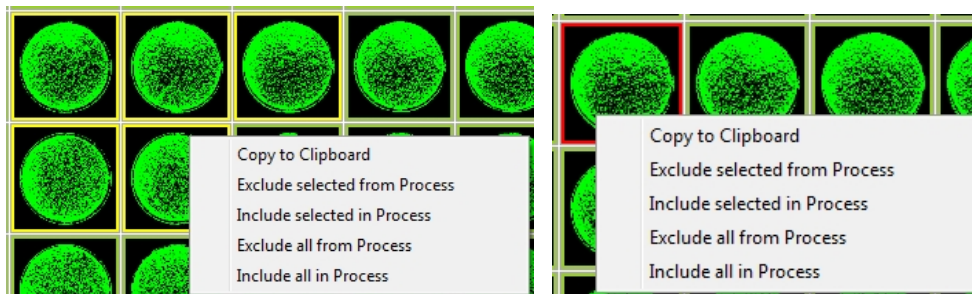 Copy to Clipboard
Exclude selected from Process
Include selected in Process
Exclude all from Process
Include all in Process
Copy to Clipboard
Exclude selected from Process
Include selected in Process
Exclude all from Process
Include all in Process